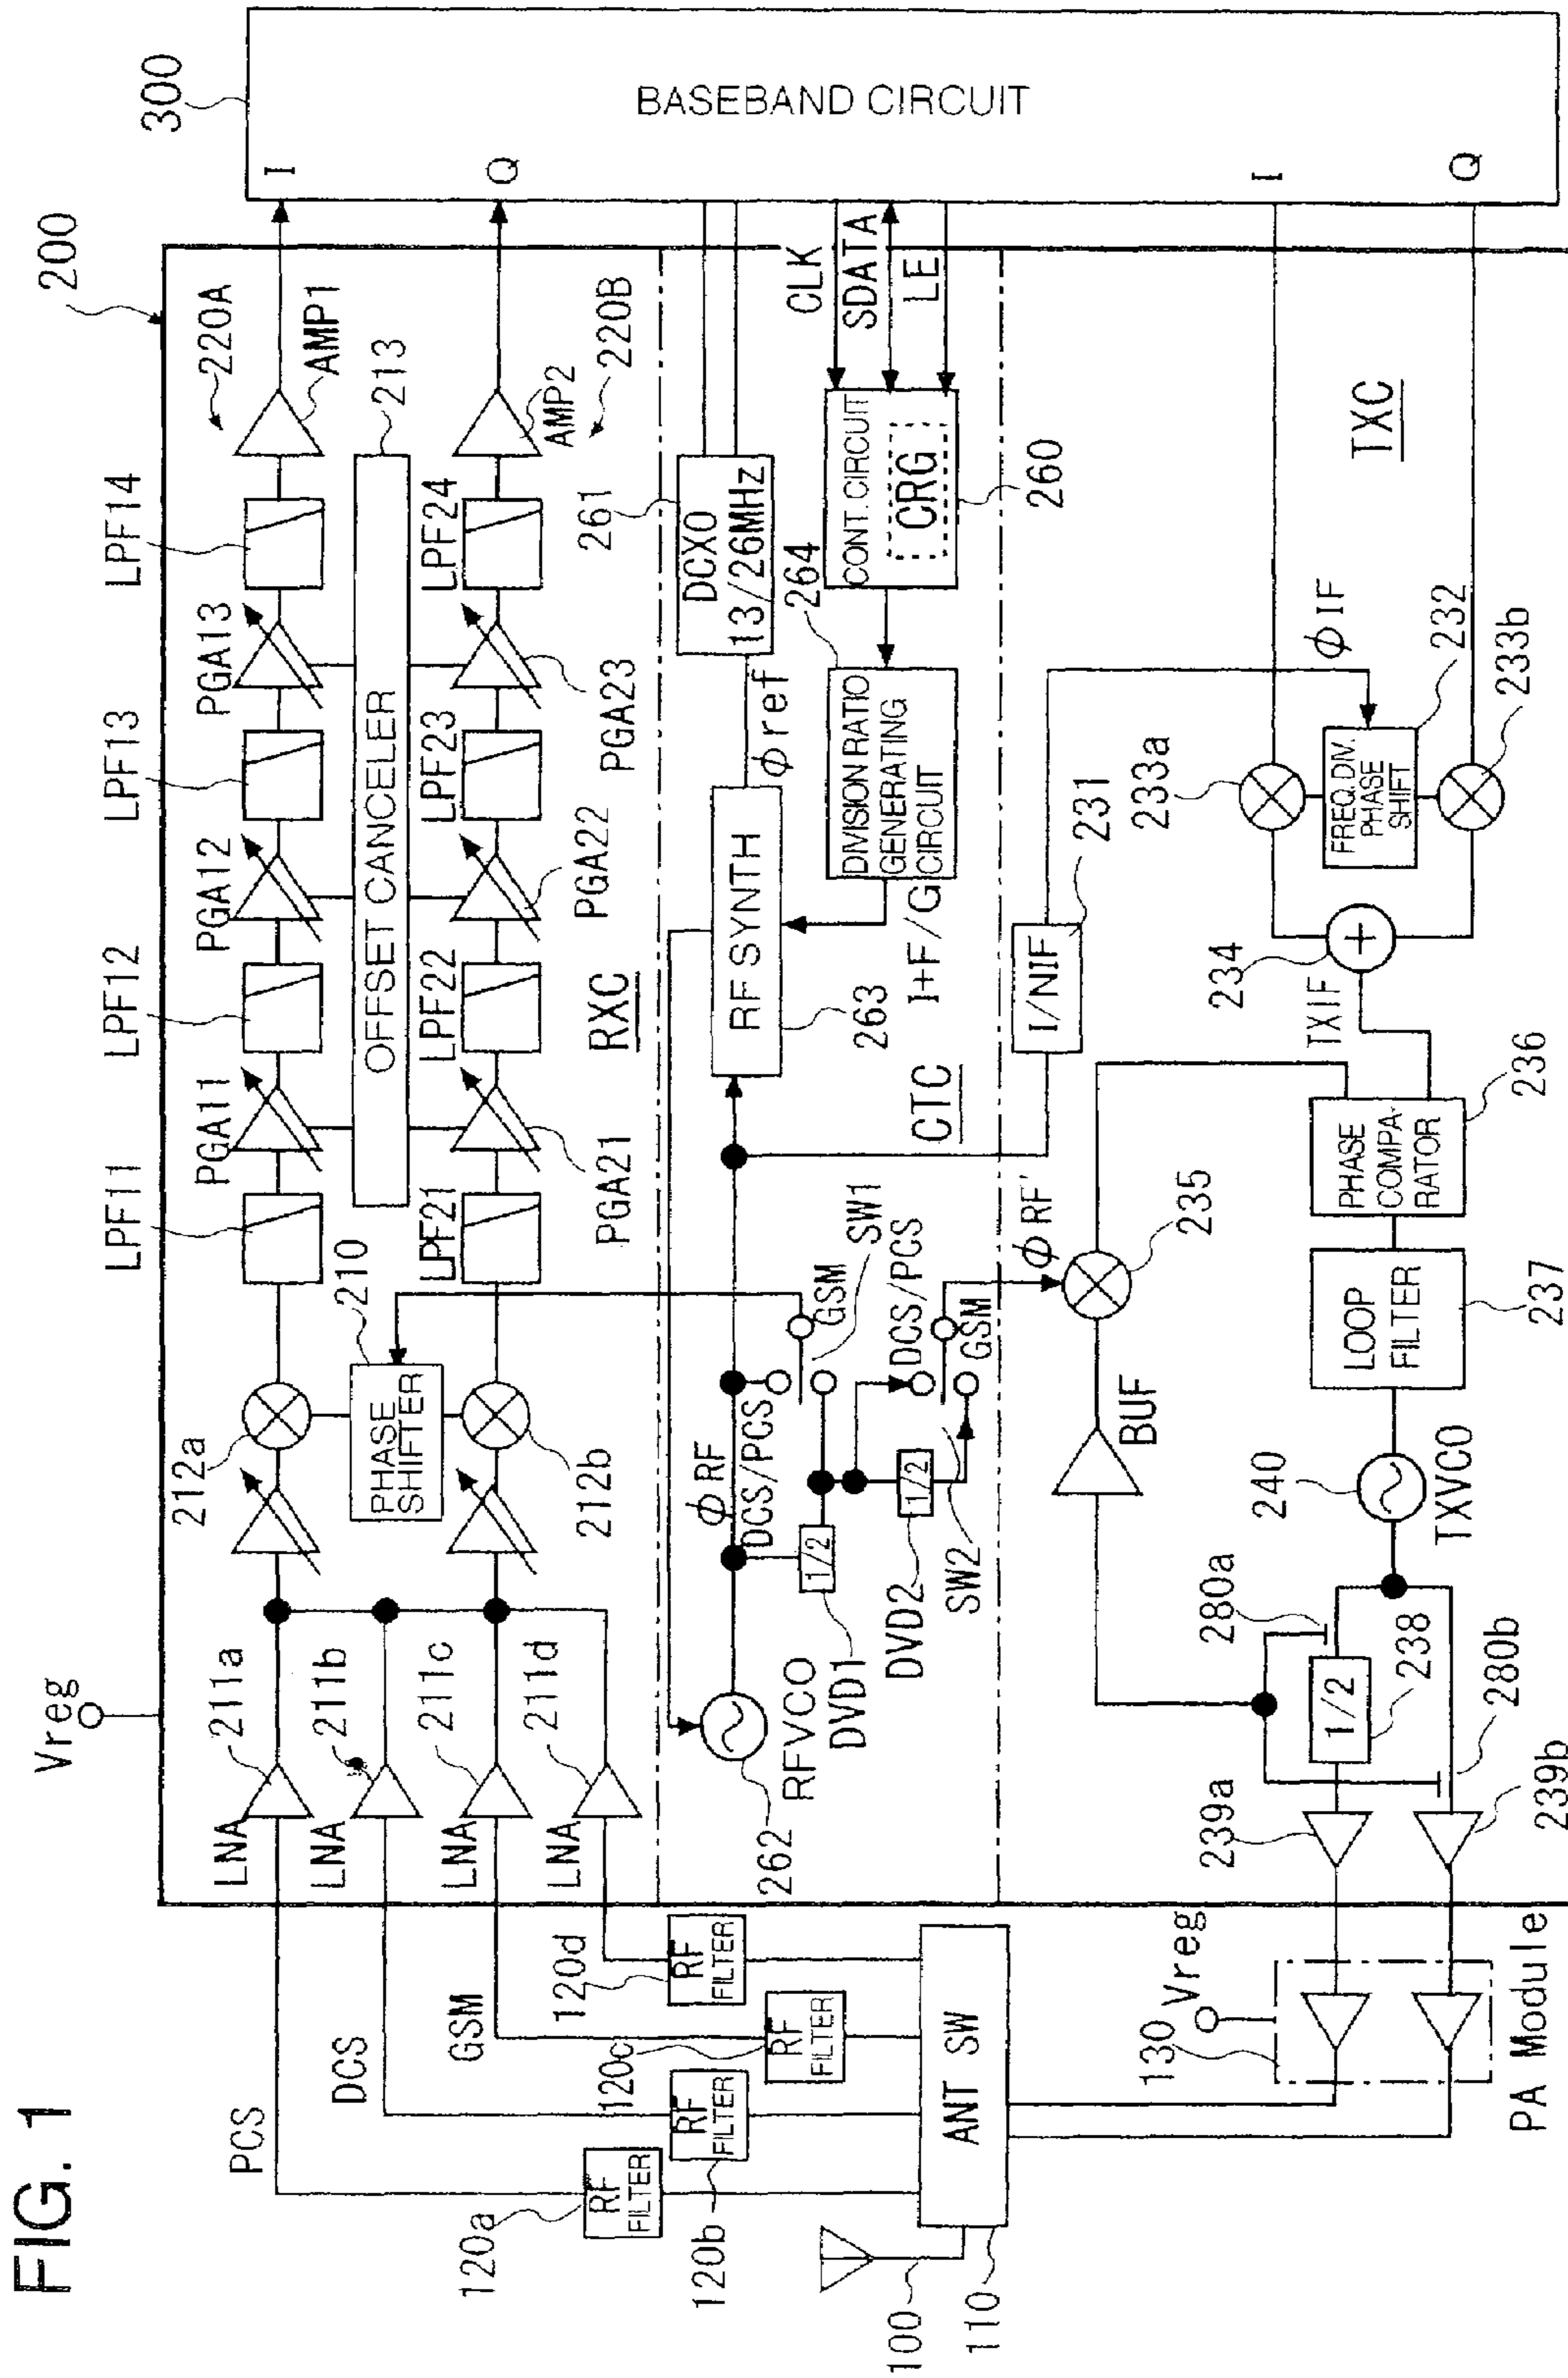 FIG. 1
Vreg
200
300
PCS
LNA
211a
212a
LPF11
PGA11
LPF12
PGA12
LPF13
PGA13
LPF14
220A
AMP1
I
DCS
LNA
211b
PHASE
SHIFTER
210
OFFSET CANCELER
213
GSM
LNA
211c
212b
LPF21
PGA21
LPF22
PGA22
LPF23
PGA23
LPF24
AMP2
220B
Q
LNA
211d
RXC
BASEBAND CIRCUIT
120a
RF
FILTER
120b
RF
FILTER
120c
RF
FILTER
120d
RF
FILTER
100
110
ANT SW
262
RFVCO
ϕRF
DCS/PCS
1/2
DVD1
GSM
SW1
DCS/PCS
GSM
1/2
DVD2
SW2
CTC
RF SYNTH
263
ϕref
261
DCXO
13/26MHz
264
DIVISION RATIO
GENERATING
CIRCUIT
I+F/G
CONT. CIRCUIT
CRG
260
CLK
SDATA
LE
ϕRF'
235
BUF
I/NIF
231
ϕIF
233a
FREQ. DIV.
PHASE
SHIFT
232
233b
234
TXIF
I
Q
TXC
PHASE
COMPA-
RATOR
236
LOOP
FILTER
237
240
TXVCO
280a
1/2
238
280b
239a
239b
130
Vreg
PA Module